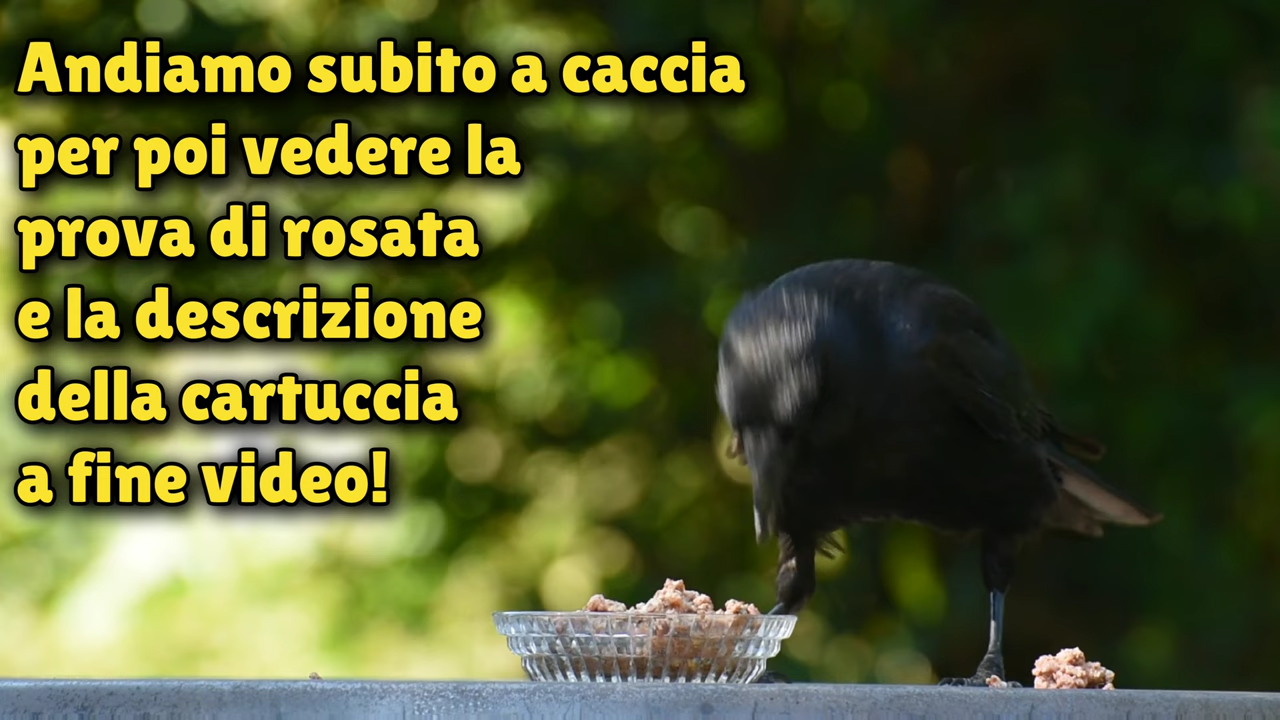 Andiamo subito a caccia
per poi vedere la
prova di rosata
e la descrizione
della cartuccia
a fine video!